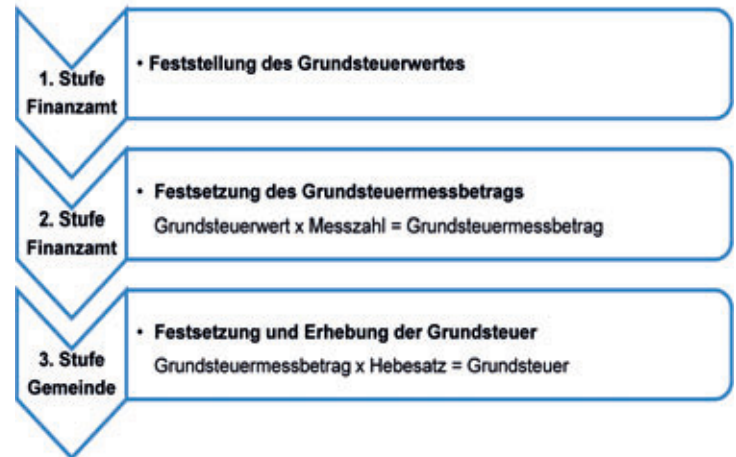 1. Stufe
Finanzamt
• Feststellung des Grundsteuerwertes
2. Stufe
Finanzamt
• Festsetzung des Grundsteuermessbetrags
Grundsteuerwert x Messzahl = Grundsteuermessbetrag
3. Stufe
Gemeinde
• Festsetzung und Erhebung der Grundsteuer
Grundsteuermessbetrag x Hebesatz = Grundsteuer